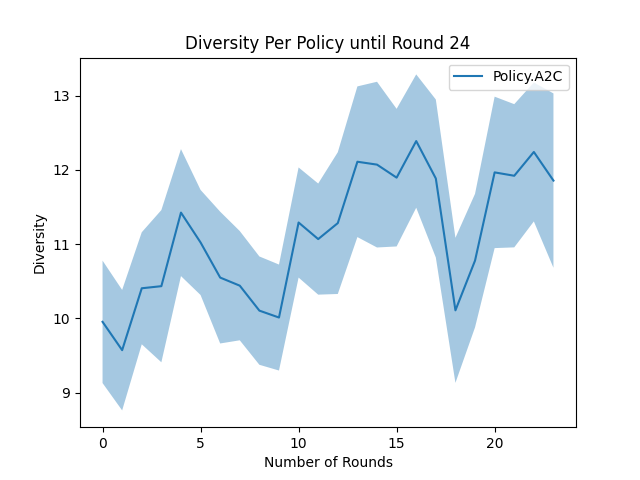 Diversity Per Policy until Round 24
Policy.A2C
13
12
11
10
9
Diversity
0 5 10 15 20
Number of Rounds